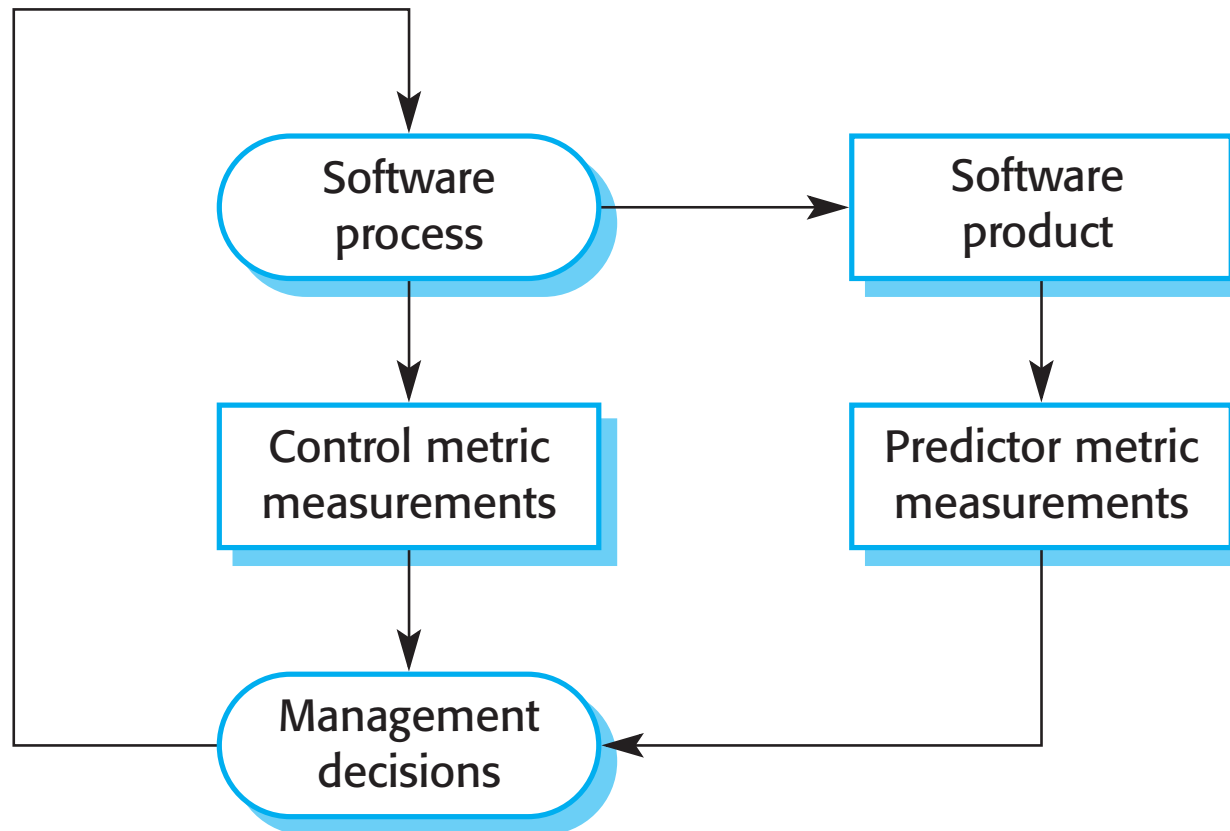 Software
process
Software
product
Control metric
measurements
Predictor metric
measurements
Management
decisions